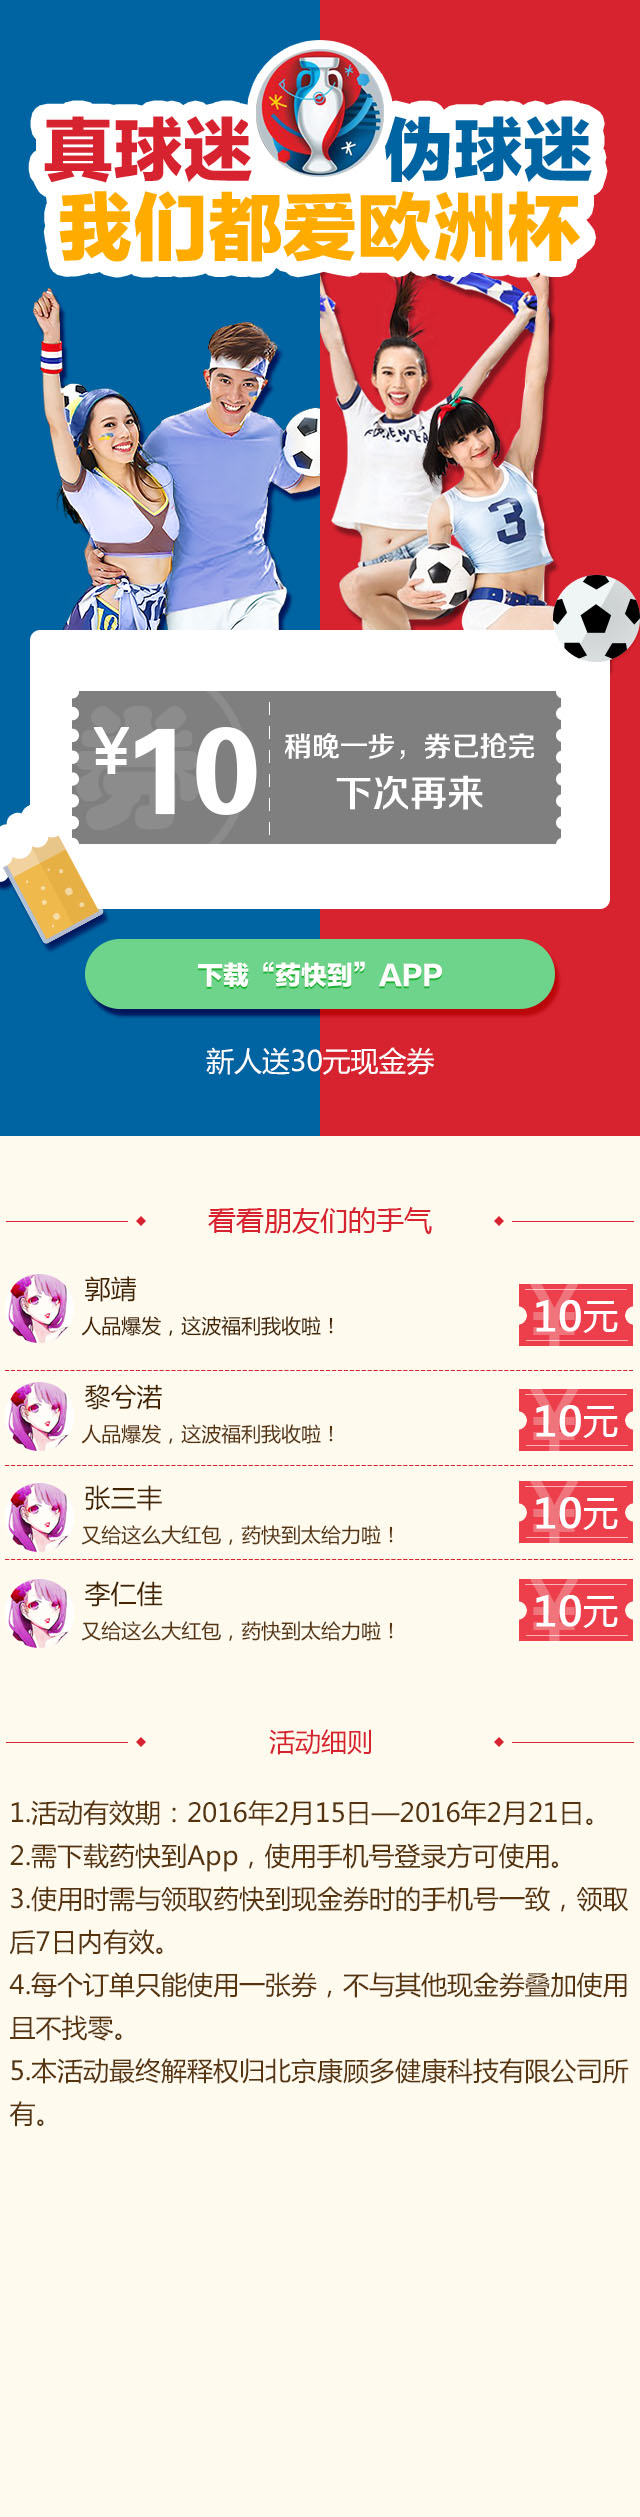 真球迷 伪球迷
我们都爱欧洲杯
FOREVER
3
券
¥10
稍晚一步，券已抢完
下次再来
下载“药快到”APP
新人送30元现金券
看看朋友们的手气
郭靖
人品爆发，这波福利我收啦！
¥
10元
黎兮渃
人品爆发，这波福利我收啦！
¥
10元
张三丰
又给这么大红包，药快到太给力啦！
¥
10元
李仁佳
又给这么大红包，药快到太给力啦！
¥
10元
活动细则
1.活动有效期：2016年2月15日—2016年2月21日。
2.需下载药快到App，使用手机号登录方可使用。
3.使用时需与领取药快到现金券时的手机号一致，领取
后7日内有效。
4.每个订单只能使用一张券，不与其他现金券叠加使用
且不找零。
5.本活动最终解释权归北京康顾多健康科技有限公司所
有。